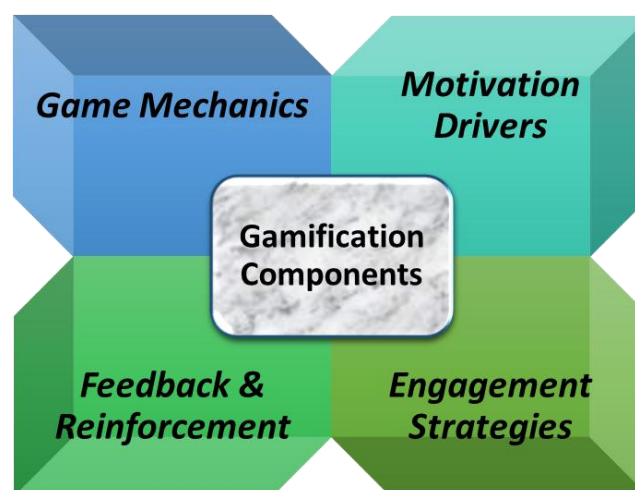 Game Mechanics
Motivation
Drivers
Gamification
Components
Feedback &
Reinforcement
Engagement
Strategies